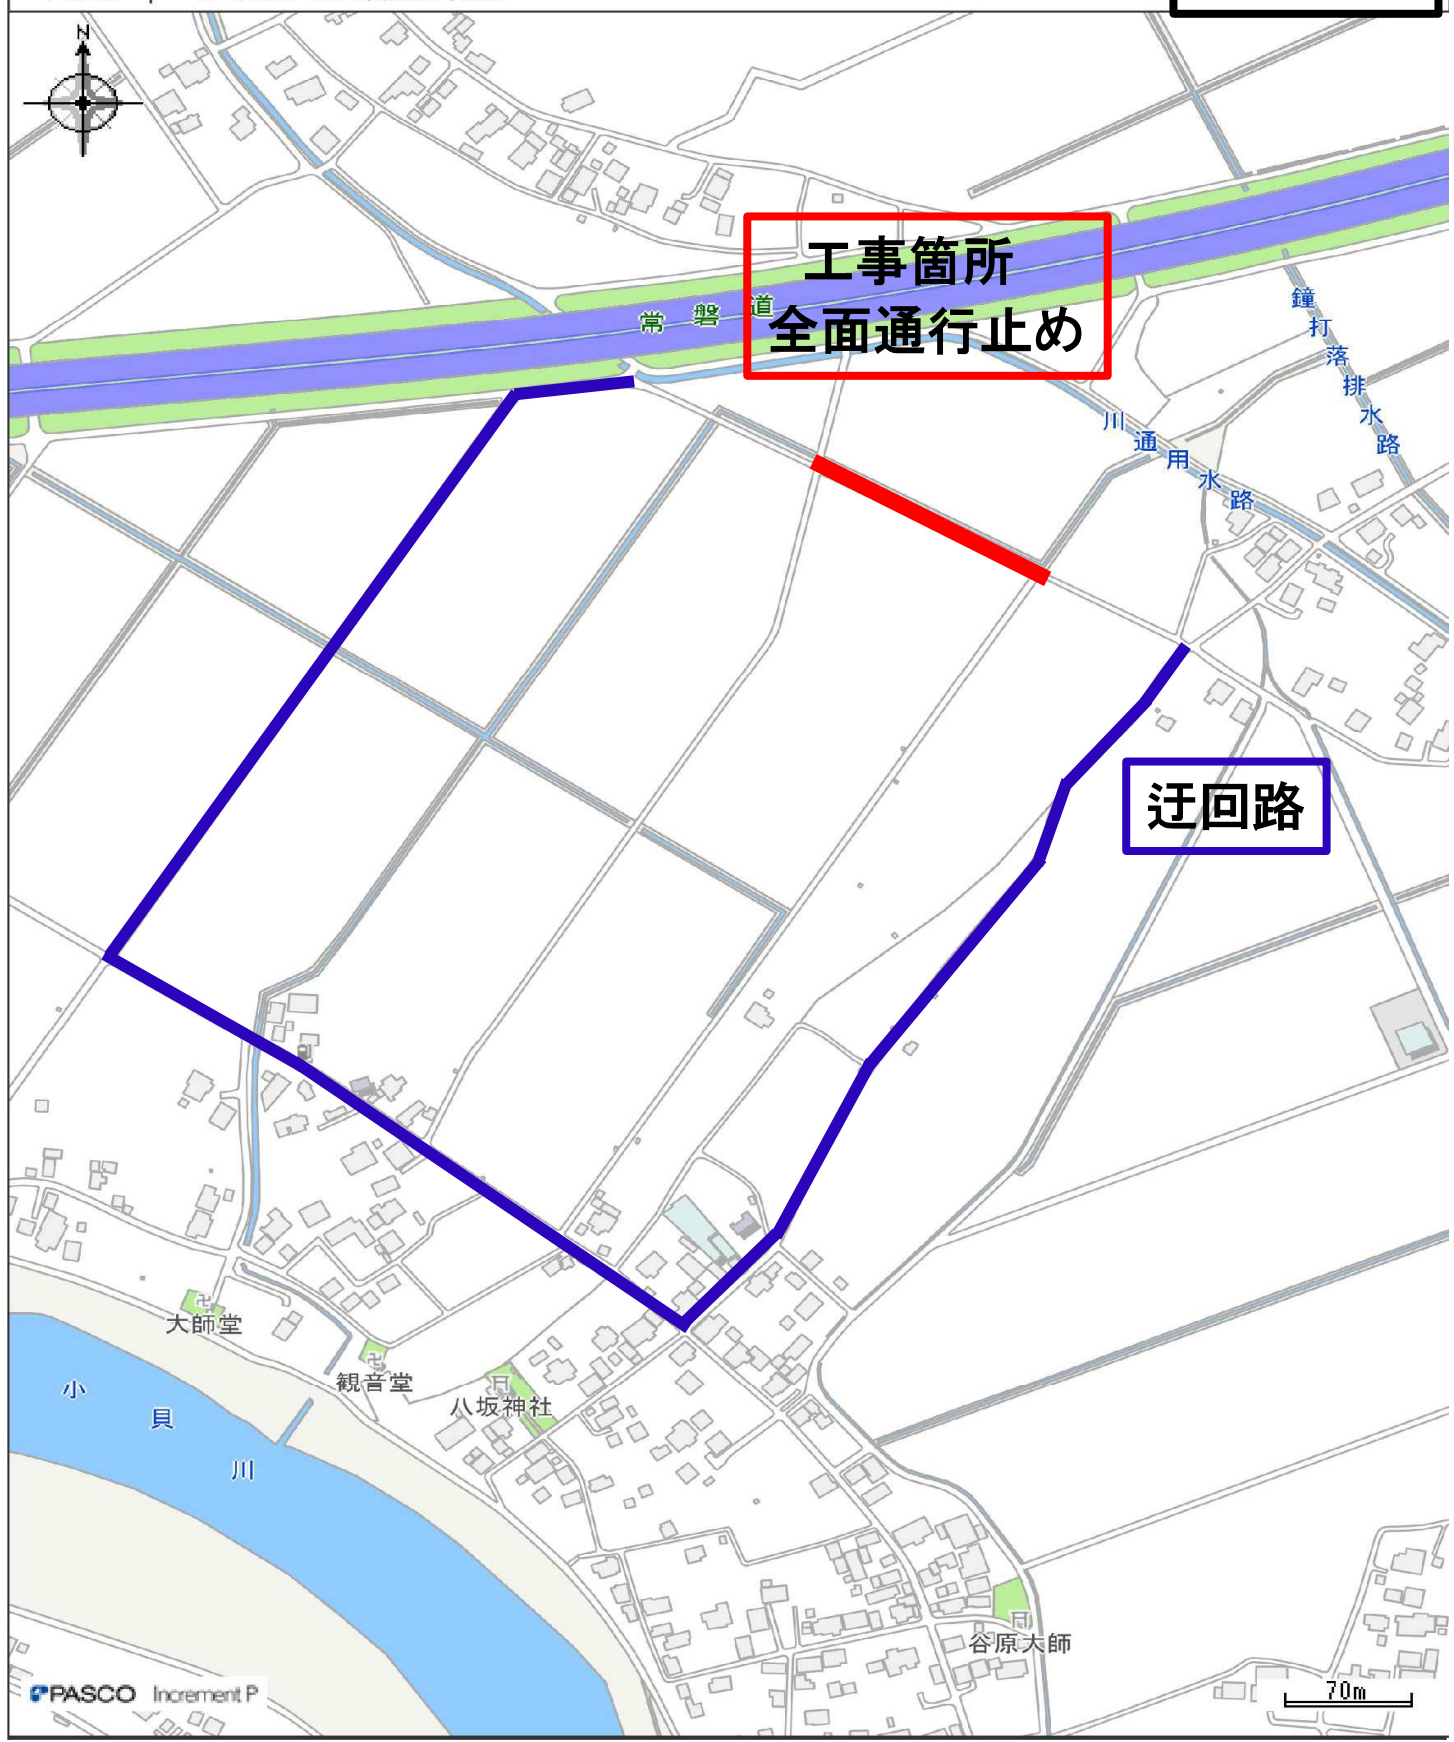 N
工事箇所
全面通行止め
常磐道
鐘打落排水路
川通用水路
迂回路
大師堂
観音堂
八坂神社
小貝川
谷原大師
PASCO Increment P
70m